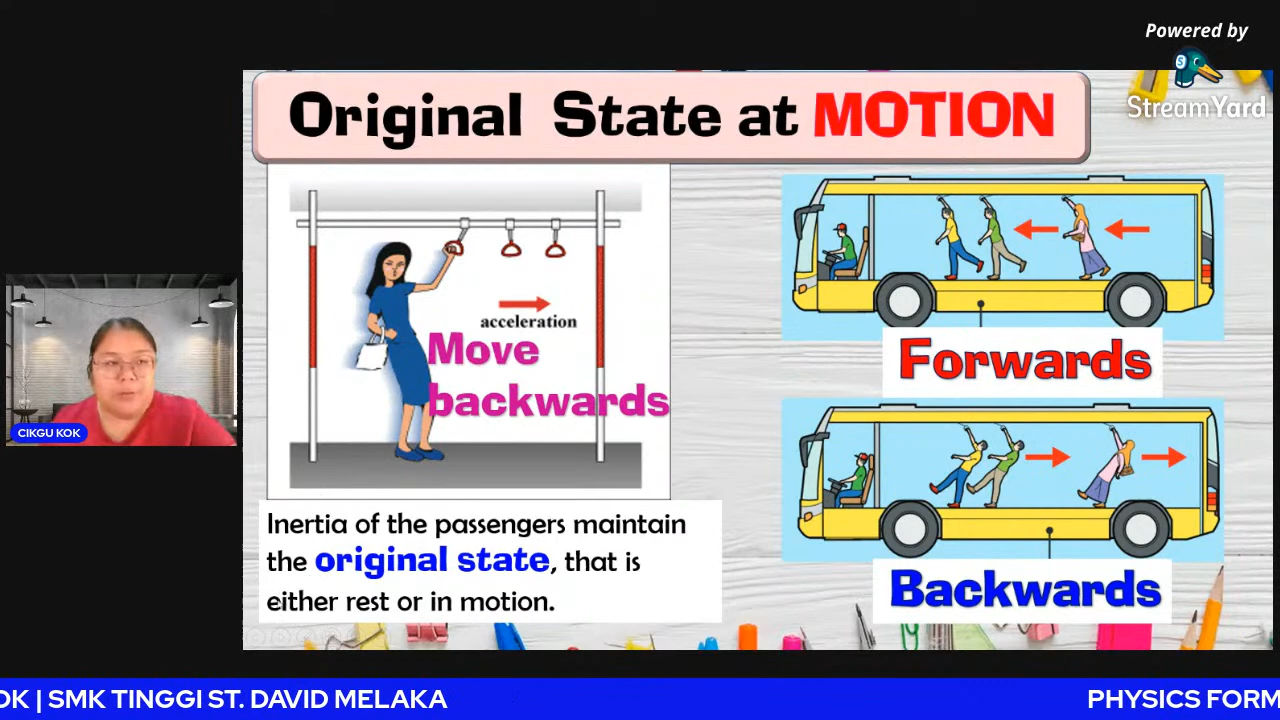 Powered by
StreamYard
Original State at MOTION
acceleration
Move
backwards
Forwards
CIKGU KOK
Inertia of the passengers maintain
the original state, that is
either rest or in motion.
Backwards
OK | SMK TINGGI ST. DAVID MELAKA
PHYSICS FORM